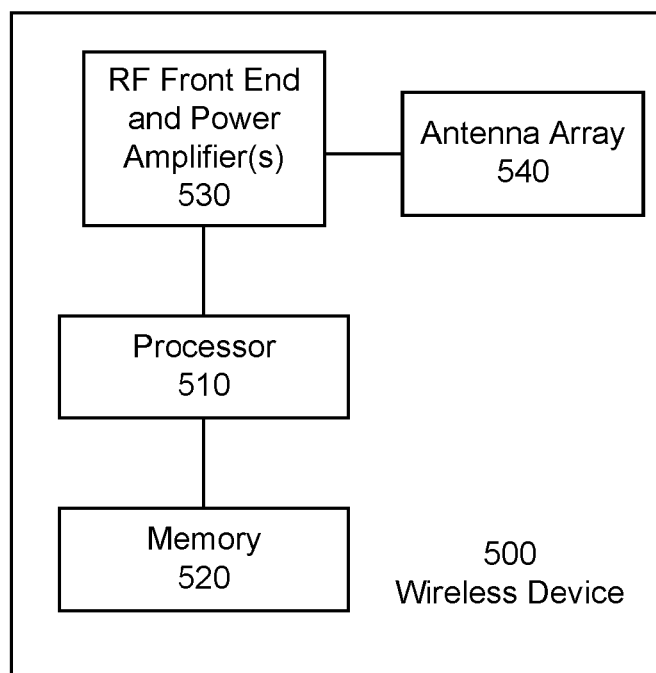 RF Front End
and Power
Amplifier(s)
530
Antenna Array
540
Processor
510
Memory
520
500
Wireless Device